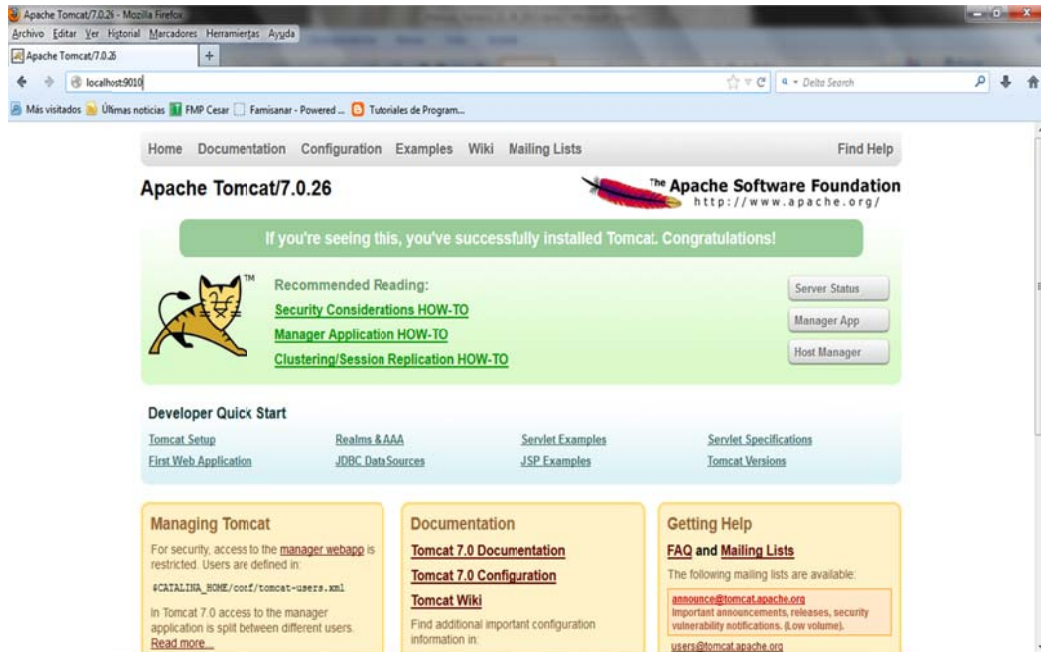 Apache Tomcat/7.0.26 - Mozilla Firefox
Archivo Editar Ver Historial Marcadores Herramientas Ayuda
Apache Tomcat/7.0.26 +
localhost:9010
Delta Search
Más visitados Últimas noticias FMP Cesar Famisanar - Powered ... Tutoriales de Program...
Home Documentation Configuration Examples Wiki Mailing Lists Find Help
Apache Tomcat/7.0.26
The Apache Software Foundation
http://www.apache.org/
If you're seeing this, you've successfully installed Tomcat. Congratulations!
TM
Recommended Reading:
Security Considerations HOW-TO
Manager Application HOW-TO
Clustering/Session Replication HOW-TO
Server Status
Manager App
Host Manager
Developer Quick Start
Tomcat Setup
First Web Application
Realms & AAA
JDBC DataSources
Servlet Examples
JSP Examples
Servlet Specifications
Tomcat Versions
Managing Tomcat
For security, access to the manager webapp is
restricted. Users are defined in:
$CATALINA_HOME/conf/tomcat-users.xml
In Tomcat 7.0 access to the manager
application is split between different users.
Read more...
Documentation
Tomcat 7.0 Documentation
Tomcat 7.0 Configuration
Tomcat Wiki
Find additional important configuration
information in:
Getting Help
FAQ and Mailing Lists
The following mailing lists are available:
announce@tomcat.apache.org
Important announcements, releases, security
vulnerability notifications. (Low volume).
users@tomcat.apache.org